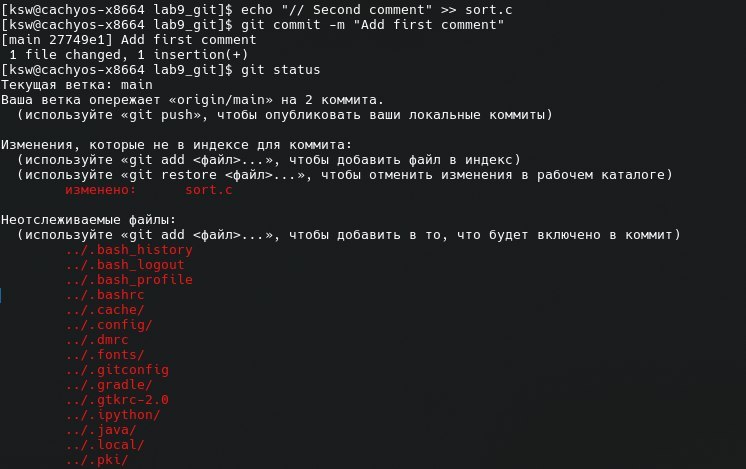 [ksw@cachyos-x8664 lab9_git]$ echo "// Second comment" >> sort.c
[ksw@cachyos-x8664 lab9_git]$ git commit -m "Add first comment"
[main 27749e1] Add first comment
 1 file changed, 1 insertion(+)
[ksw@cachyos-x8664 lab9_git]$ git status
Текущая ветка: main
Ваша ветка опережает «origin/main» на 2 коммита.
  (используйте «git push», чтобы опубликовать ваши локальные коммиты)
Изменения, которые не в индексе для коммита:
  (используйте «git add <файл>...», чтобы добавить файл в индекс)
  (используйте «git restore <файл>...», чтобы отменить изменения в рабочем каталоге)
        изменено:      sort.c
Неотслеживаемые файлы:
  (используйте «git add <файл>...», чтобы добавить в то, что будет включено в коммит)
        ../.bash_history
        ../.bash_logout
        ../.bash_profile
        ../.bashrc
        ../.cache/
        ../.config/
        ../.dmrc
        ../.fonts/
        ../.gitconfig
        ../.gradle/
        ../.gtkrc-2.0
        ../.ipython/
        ../.java/
        ../.local/
        ../.pki/